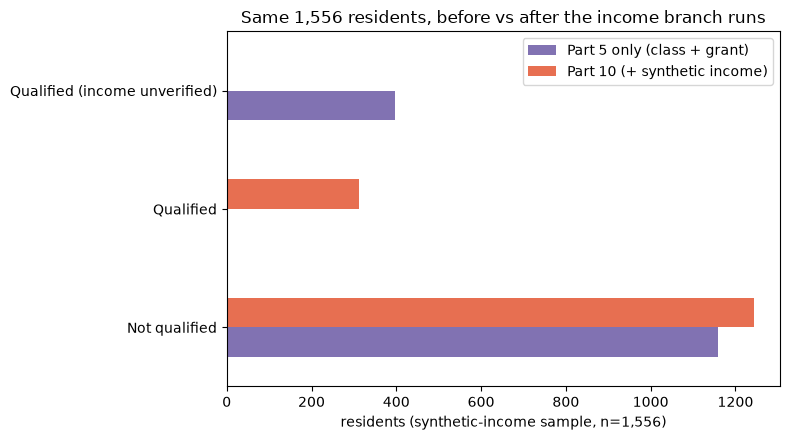 Same 1,556 residents, before vs after the income branch runs
Part 5 only (class + grant)
Part 10 (+ synthetic income)
Qualified (income unverified)
Qualified
Not qualified
0 200 400 600 800 1000 1200
residents (synthetic-income sample, n=1,556)